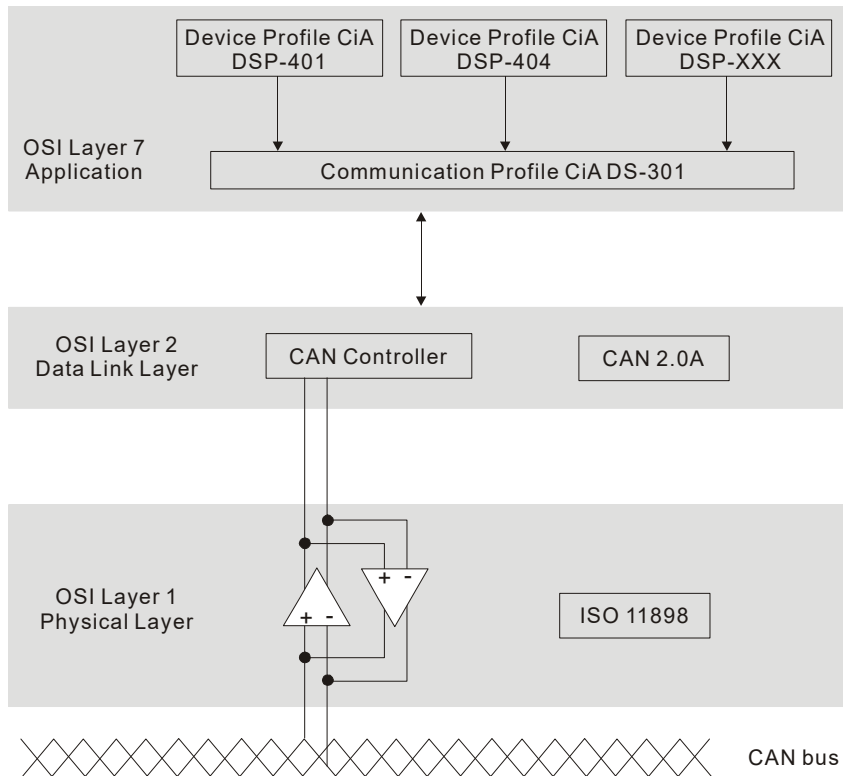 Device Profile CiA
DSP-401
Device Profile CiA
DSP-404
Device Profile CiA
DSP-XXX
OSI Layer 7
Application
Communication Profile CiA DS-301
OSI Layer 2
Data Link Layer
CAN Controller
CAN 2.0A
+ -
OSI Layer 1
Physical Layer
+ -
ISO 11898
CAN bus